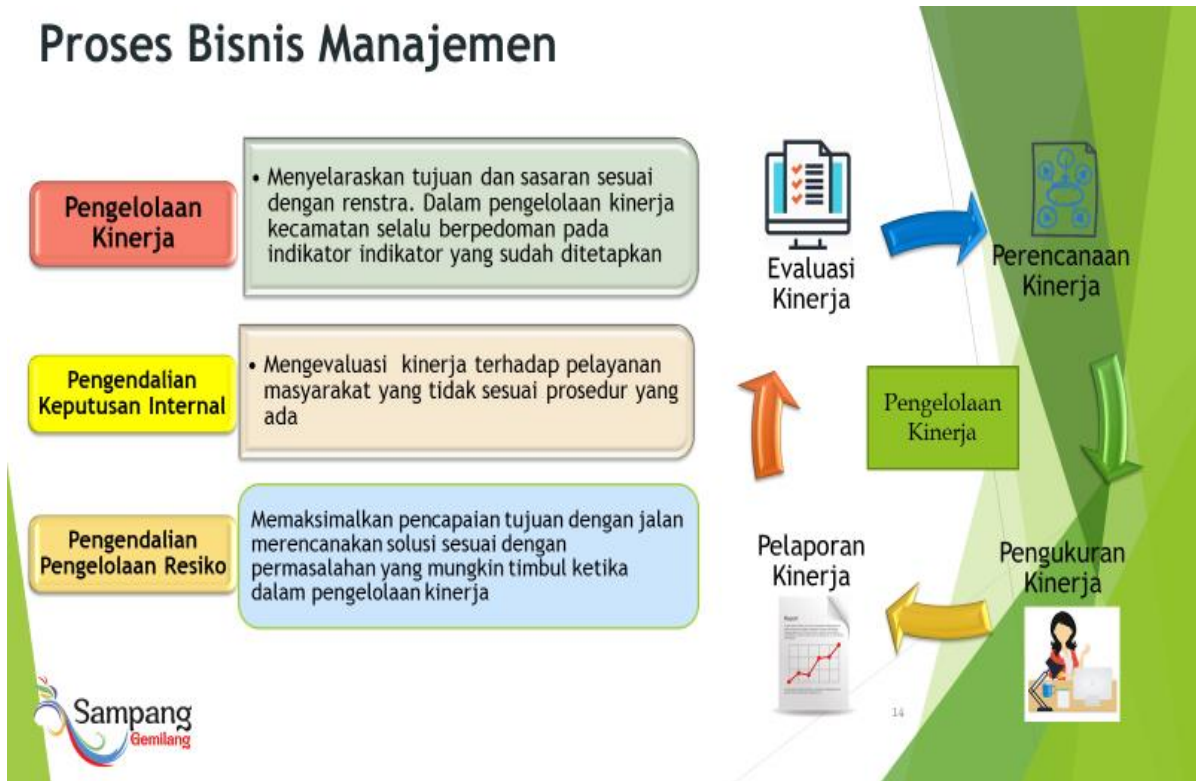 Proses Bisnis Manajemen
Pengelolaan
Kinerja
• Menyelaraskan tujuan dan sasaran sesuai
dengan renstra. Dalam pengelolaan kinerja
kecamatan selalu berpedoman pada
indikator indikator yang sudah ditetapkan
Pengendalian
Keputusan Internal
• Mengevaluasi kinerja terhadap pelayanan
masyarakat yang tidak sesuai prosedur yang
ada
Pengendalian
Pengelolaan Resiko
Memaksimalkan pencapaian tujuan dengan jalan
merencanakan solusi sesuai dengan
permasalahan yang mungkin timbul ketika
dalam pengelolaan kinerja
Evaluasi
Kinerja
Perencanaan
Kinerja
Pengelolaan
Kinerja
Pelaporan
Kinerja
Pengukuran
Kinerja
Report
14
Sampang
Gemilang